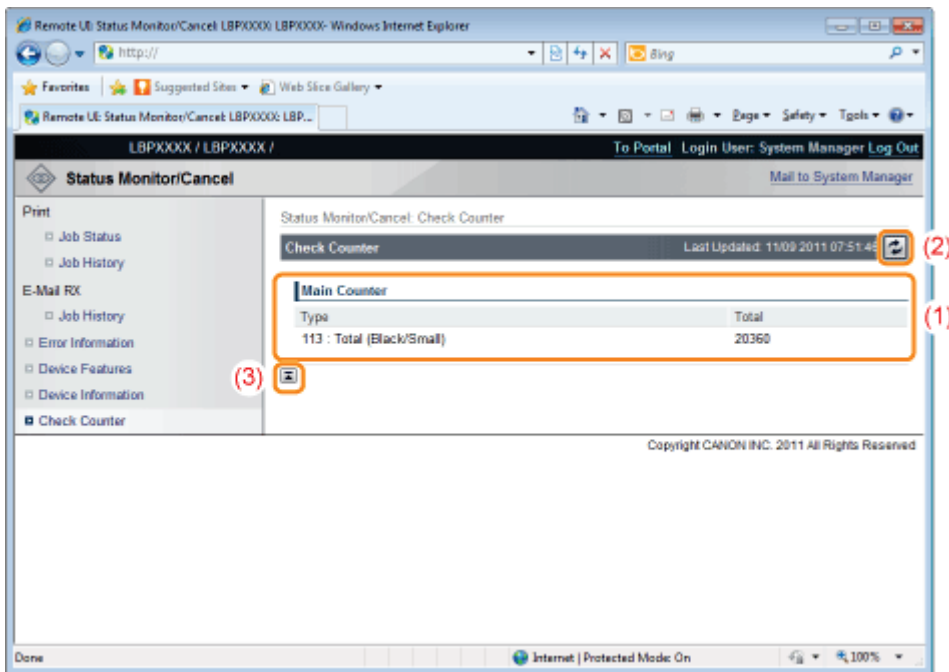 Remote UI: Status Monitor/Cancel: LBPXXXX: LBPXXXX- Windows Internet Explorer
http://
Bing
Favorites Suggested Sites Web Slice Gallery
Remote UI: Status Monitor/Cancel: LBPXXXX: LBP... Page Safety Tools
LBPXXXX / LBPXXXX / To Portal Login User: System Manager Log Out
Status Monitor/Cancel Mail to System Manager
Print
Job Status
Job History
E-Mail RX
Job History
Error Information
Device Features
Device Information
Check Counter
Status Monitor/Cancel: Check Counter
Check Counter Last Updated: 11/09 2011 07:51:46 (2)
Main Counter
(1)
Type Total
113 : Total (Black/Small) 20360
(3)
Copyright CANON INC. 2011 All Rights Reserved
Done Internet | Protected Mode: On 100%